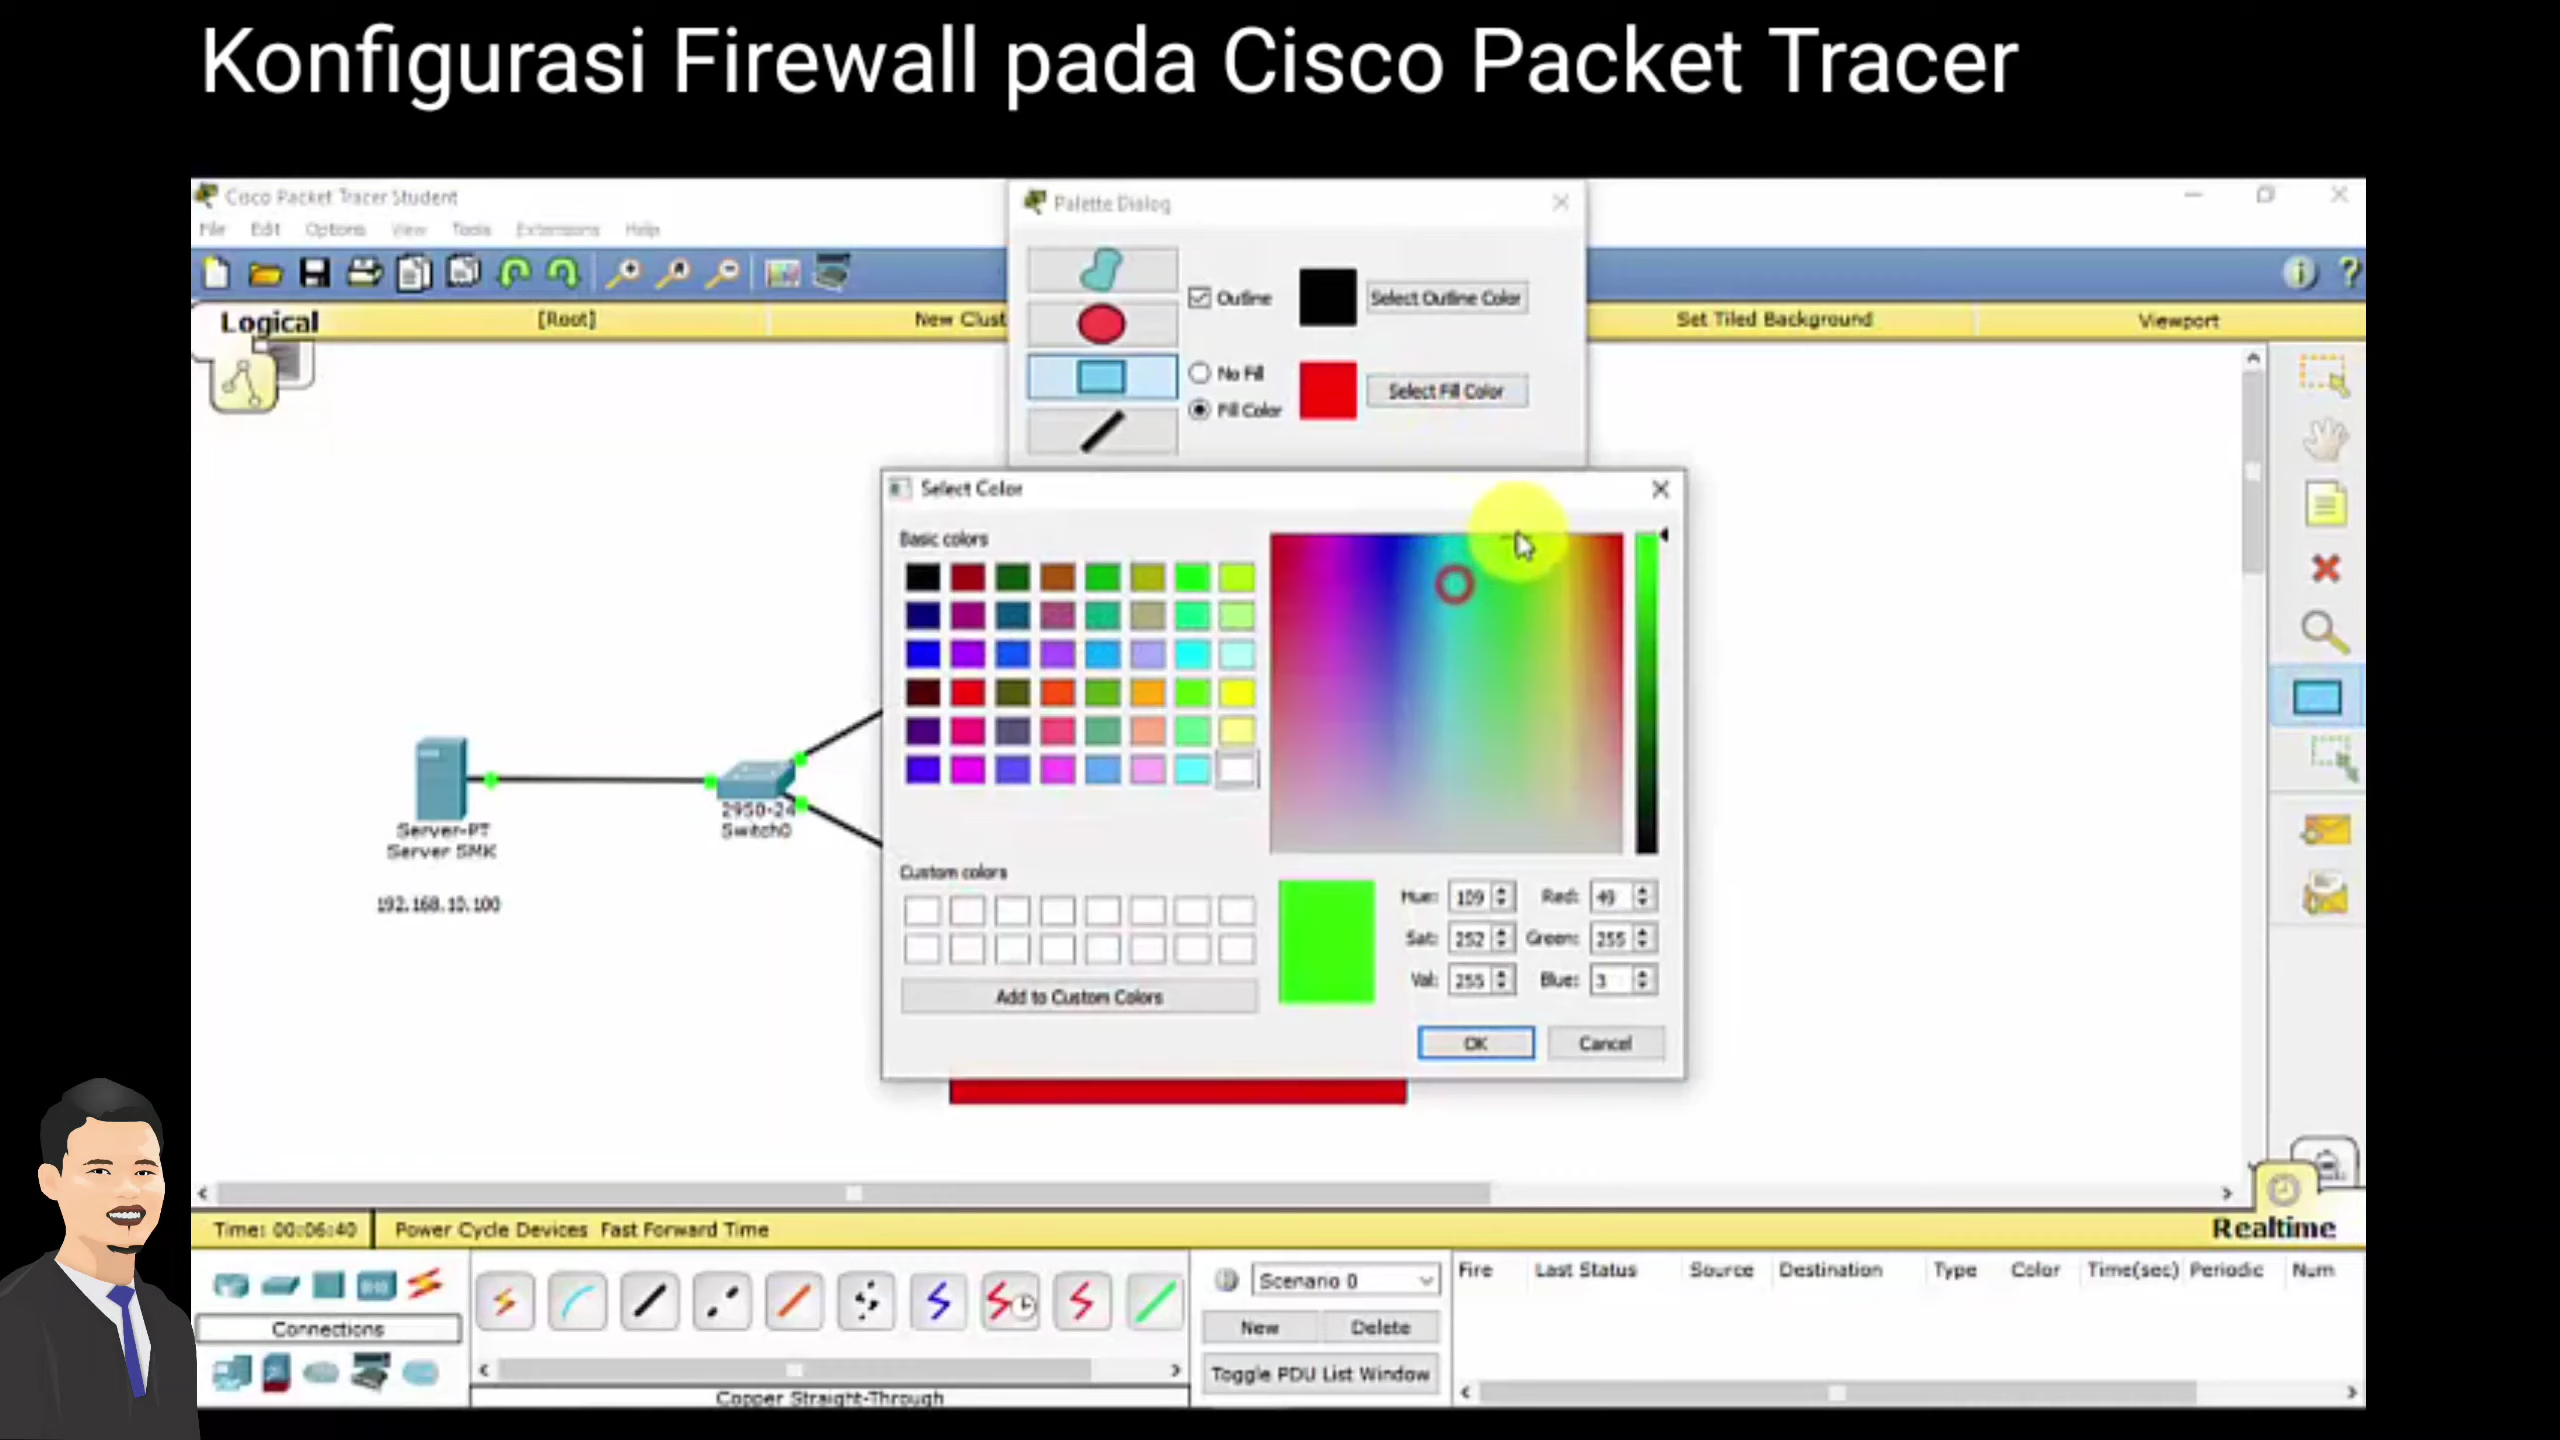 Konfigurasi Firewall pada Cisco Packet Tracer
Cisco Packet Tracer Student
File Edit Options View Tools Extensions Help
Palette Dialog
Outline
Select Outline Color
No Fill
Fill Color
Select Fill Color
Logical
[Root]
New Clust
Set Tiled Background
Viewport
Select Color
Basic colors
Custom colors
Add to Custom Colors
Hue: 109 Red: 49
Sat: 252 Green: 255
Val: 255 Blue: 3
OK Cancel
Server-PT
Server SMK
192.168.10.100
2950-24
Switch0
Time: 00:06:40
Power Cycle Devices Fast Forward Time
Realtime
Connections
Copper Straight-Through
Scenario 0
New Delete
Toggle PDU List Window
Fire Last Status Source Destination Type Color Time(sec) Periodic Num